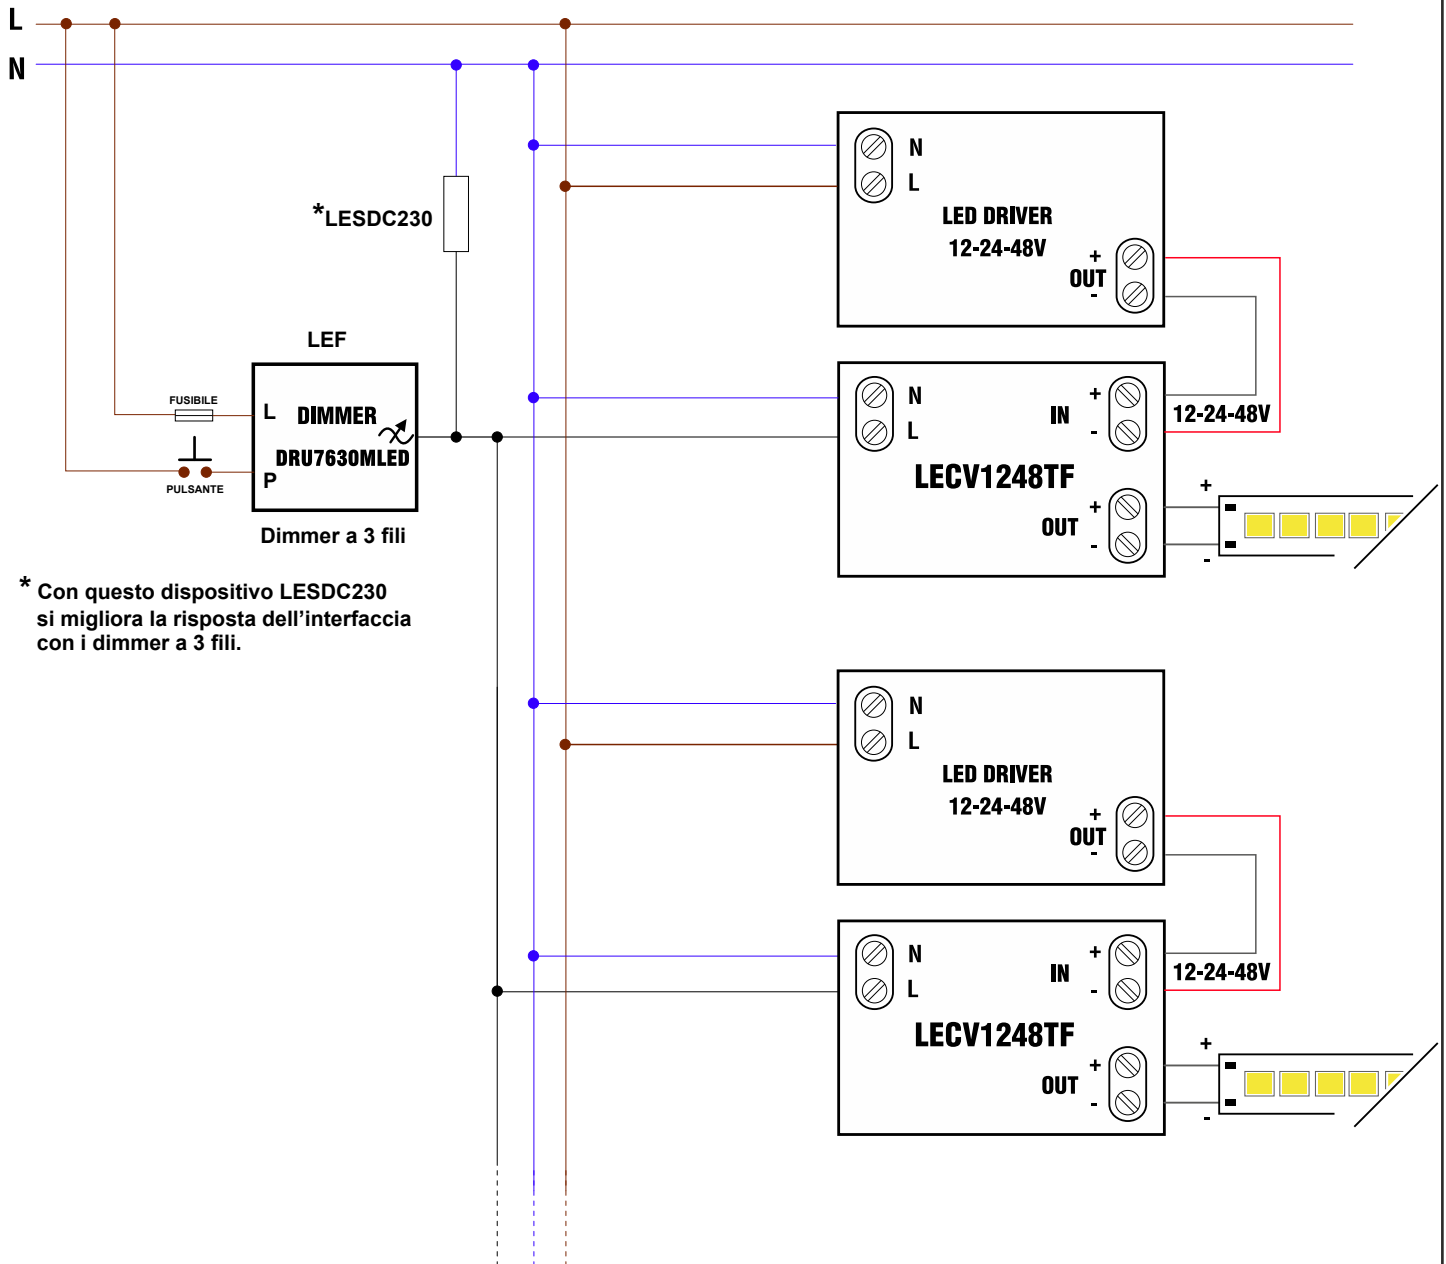 L
N
*LESDC230
LEF
FUSIBILE
L
DIMMER
DRU7630MLED
P
PULSANTE
Dimmer a 3 fili
* Con questo dispositivo LESDC230
si migliora la risposta dell'interfaccia
con i dimmer a 3 fili.
N
L
LED DRIVER
12-24-48V
+
OUT
-
N
L
+
IN
-
12-24-48V
LECV1248TF
+
OUT
-
+
-
N
L
LED DRIVER
12-24-48V
+
OUT
-
N
L
+
IN
-
12-24-48V
LECV1248TF
+
OUT
-
+
-